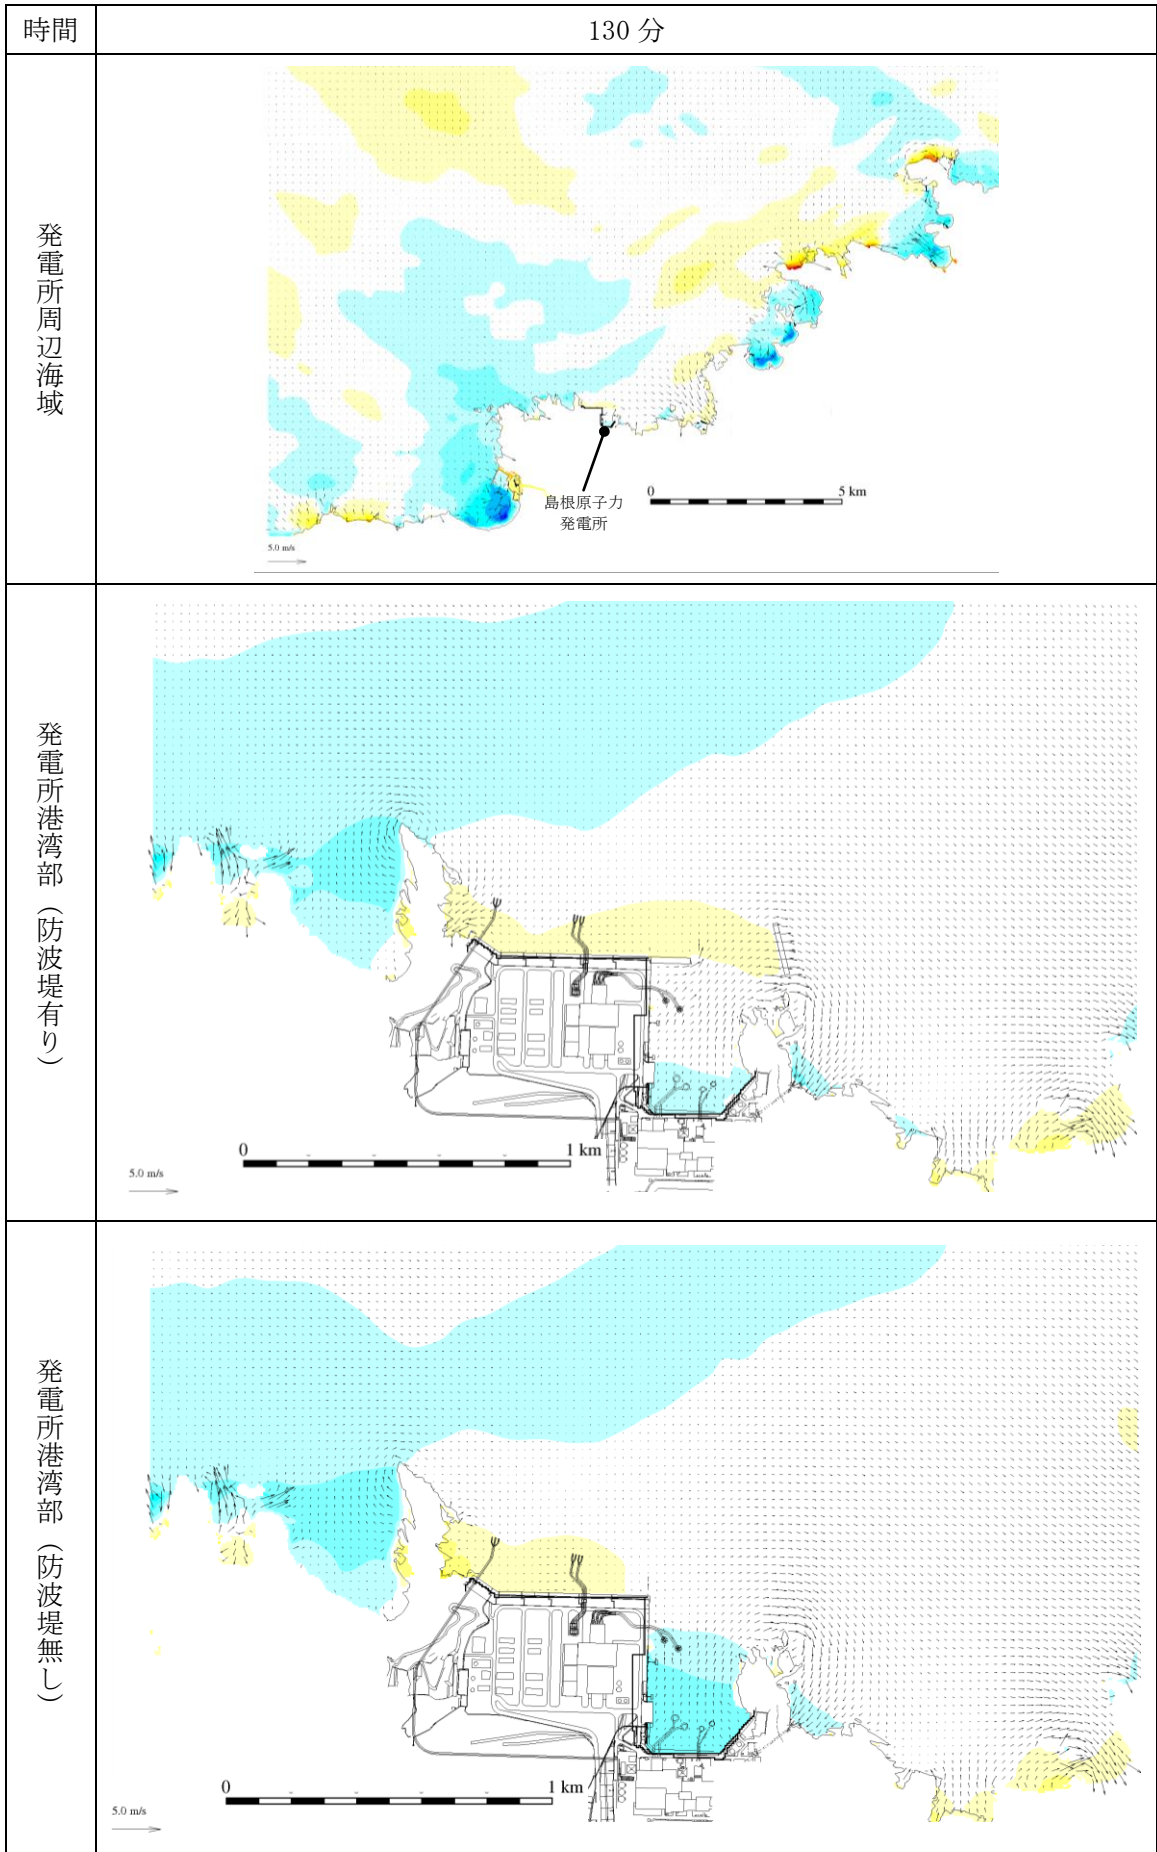 時間
130 分
発電所周辺海域
島根原子力
発電所
0 5 km
5.0 m/s
発電所港湾部（防波堤有り）
0 1 km
5.0 m/s
発電所港湾部（防波堤無し）
0 1 km
5.0 m/s